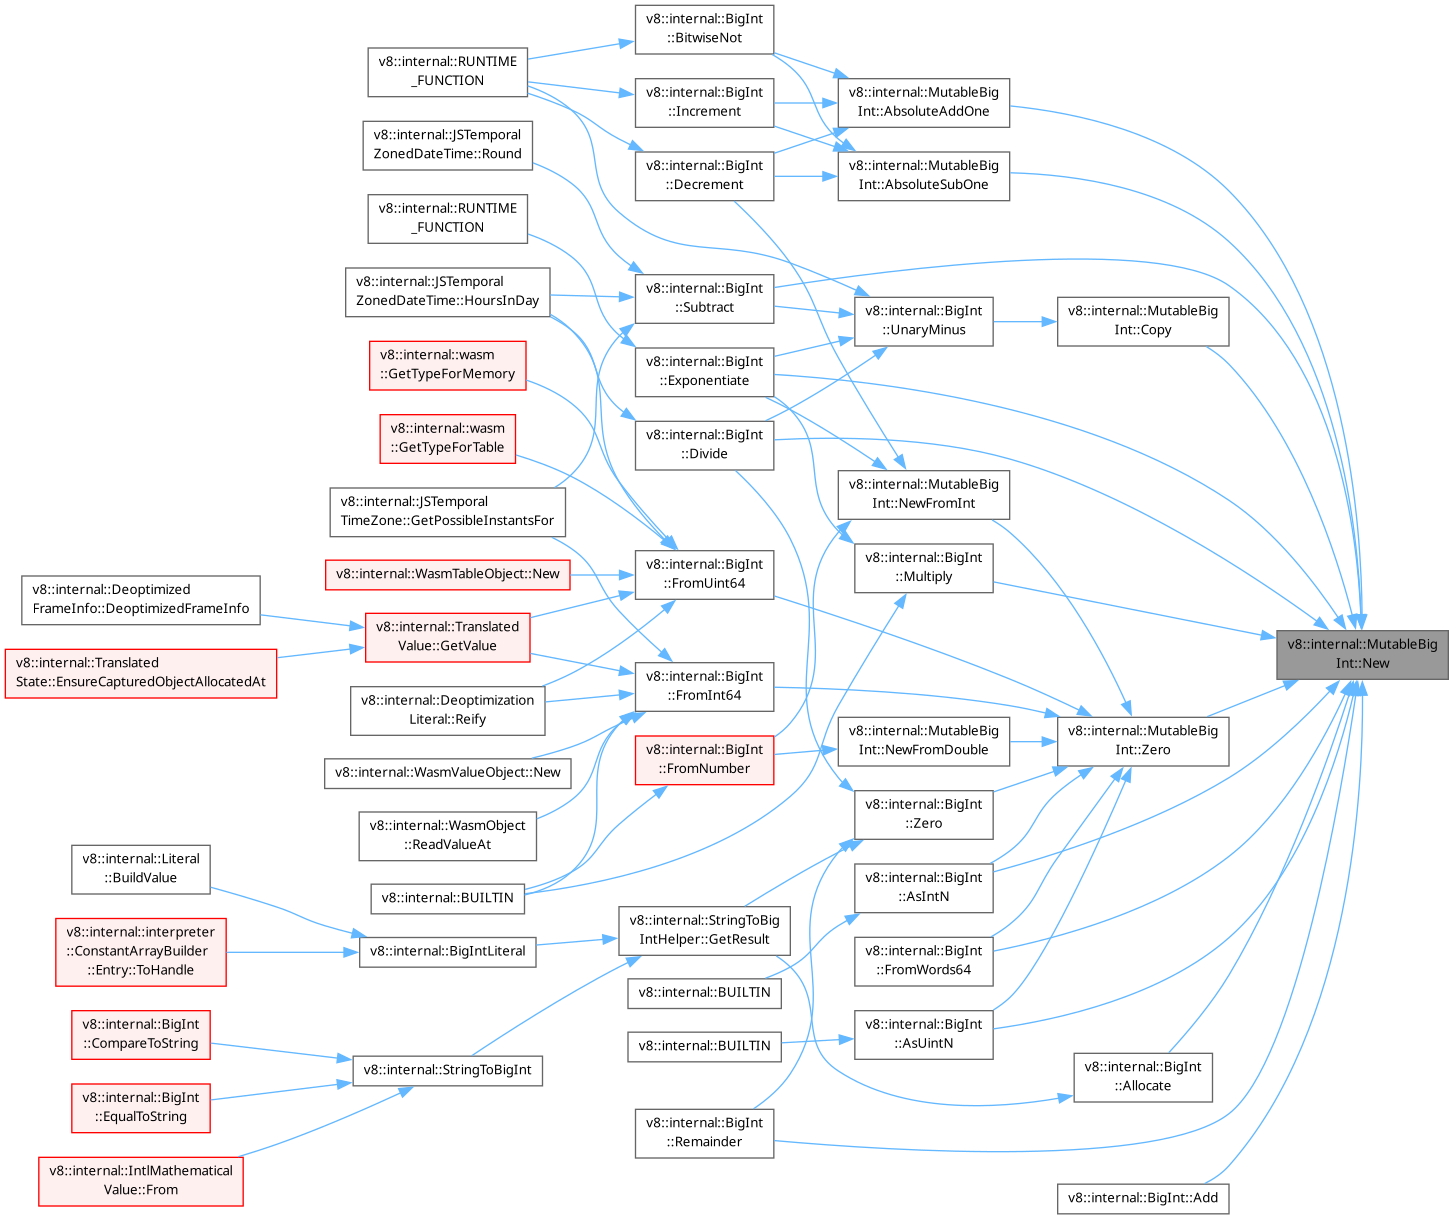 v8::internal::BigInt
::BitwiseNot
v8::internal::RUNTIME
_FUNCTION
v8::internal::BigInt
::Increment
v8::internal::MutableBig
Int::AbsoluteAddOne
v8::internal::JSTemporal
ZonedDateTime::Round
v8::internal::BigInt
::Decrement
v8::internal::MutableBig
Int::AbsoluteSubOne
v8::internal::RUNTIME
_FUNCTION
v8::internal::JSTemporal
ZonedDateTime::HoursInDay
v8::internal::BigInt
::Subtract
v8::internal::BigInt
::UnaryMinus
v8::internal::MutableBig
Int::Copy
v8::internal::wasm
::GetTypeForMemory
v8::internal::BigInt
::Exponentiate
v8::internal::wasm
::GetTypeForTable
v8::internal::BigInt
::Divide
v8::internal::MutableBig
Int::NewFromInt
v8::internal::JSTemporal
TimeZone::GetPossibleInstantsFor
v8::internal::BigInt
::Multiply
v8::internal::WasmTableObject::New
v8::internal::BigInt
::FromUint64
v8::internal::Deoptimized
FrameInfo::DeoptimizedFrameInfo
v8::internal::Translated
Value::GetValue
v8::internal::MutableBig
Int::New
v8::internal::Translated
State::EnsureCapturedObjectAllocatedAt
v8::internal::BigInt
::FromInt64
v8::internal::Deoptimization
Literal::Reify
v8::internal::MutableBig
Int::NewFromDouble
v8::internal::MutableBig
Int::Zero
v8::internal::WasmValueObject::New
v8::internal::BigInt
::FromNumber
v8::internal::BigInt
::Zero
v8::internal::WasmObject
::ReadValueAt
v8::internal::Literal
::BuildValue
v8::internal::BUILTIN
v8::internal::BigInt
::AsIntN
v8::internal::interpreter
::ConstantArrayBuilder
::Entry::ToHandle
v8::internal::BigIntLiteral
v8::internal::StringToBig
IntHelper::GetResult
v8::internal::BigInt
::FromWords64
v8::internal::BUILTIN
v8::internal::BigInt
::CompareToString
v8::internal::BUILTIN
v8::internal::BigInt
::AsUintN
v8::internal::StringToBigInt
v8::internal::BigInt
::Allocate
v8::internal::BigInt
::EqualToString
v8::internal::BigInt
::Remainder
v8::internal::IntlMathematical
Value::From
v8::internal::BigInt::Add